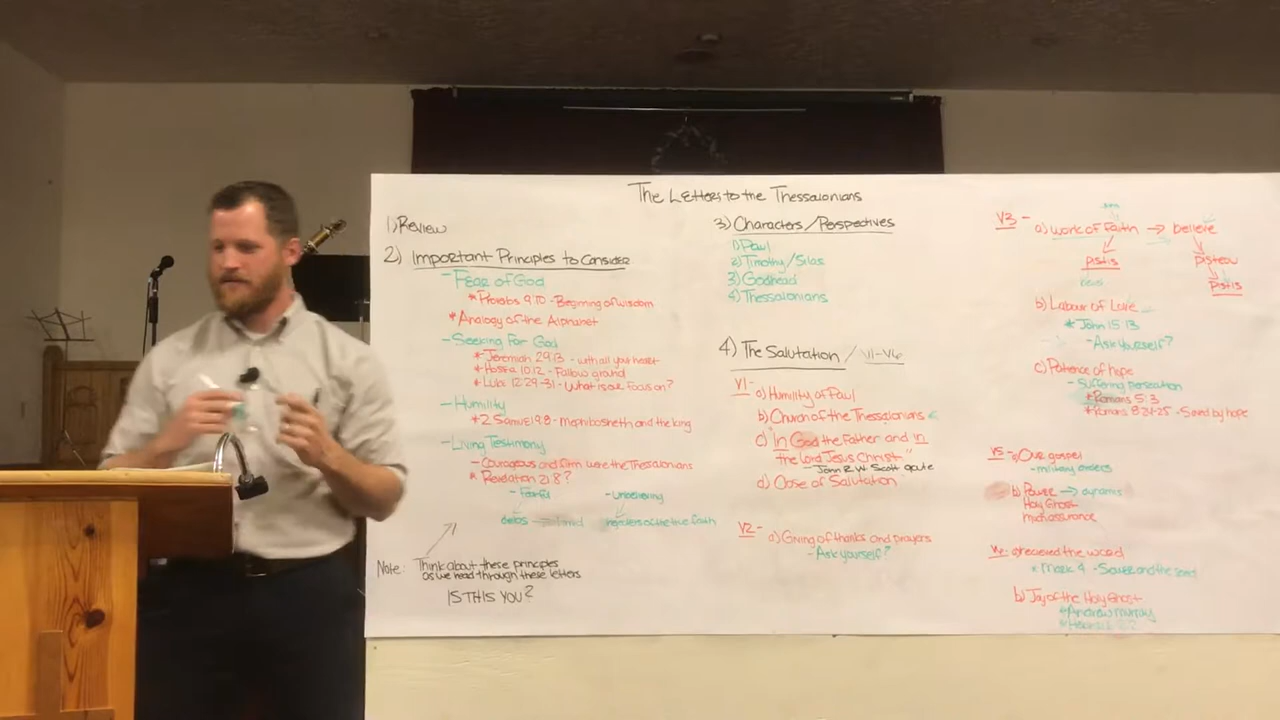 The Letters to the Thessalonians
1) Review
2) Important Principles to Consider
- Fear of God
* Proverbs 9:10 - Beginning of wisdom
* Analogy of the Alphabet
- Seeking For God
* Jeremiah 29:13 - with all your heart
* Hosea 10:12 - Fallow ground
* Luke 12:29-31 - What is our focus on?
- Humility
* 2 Samuel 19:8 - Mephibosheth and the king
- Living Testimony
- Courageous and firm were the Thessalonians
* Revelation 21:8?
- Fearful
- unbelieving
delos → timid
rejecters of the true faith
Note: Think about these principles
as we head through these letters
IS THIS YOU?
3) Characters/Perspectives
1) Paul
2) Timothy/Silas
3) Godhead
4) Thessalonians
4) The Salutation / V1-V6
V1- a) Humility of Paul
b) Church of the Thessalonians
c) "In God the Father and in
the Lord Jesus Christ"
- John R.W. Scott quote
d) Close of Salutation
V2- a) Giving of thanks and prayers
- Ask yourself?
V3- a) work of faith → believe
pistis
pisteu
pistis
b) Labour of Love
* John 15:13
- Ask yourself?
c) Patience of hope
- Suffering persecution
* Romans 5:3
* Romans 8:24-25 - Saved by hope
V5- a) Our gospel
- military orders
b) Power → dynamis
Holy Ghost
much assurance
V6- a) recieved the word
* Mark 4 - Sower and the seed
b) Joy of the Holy Ghost
* Andrew Murray